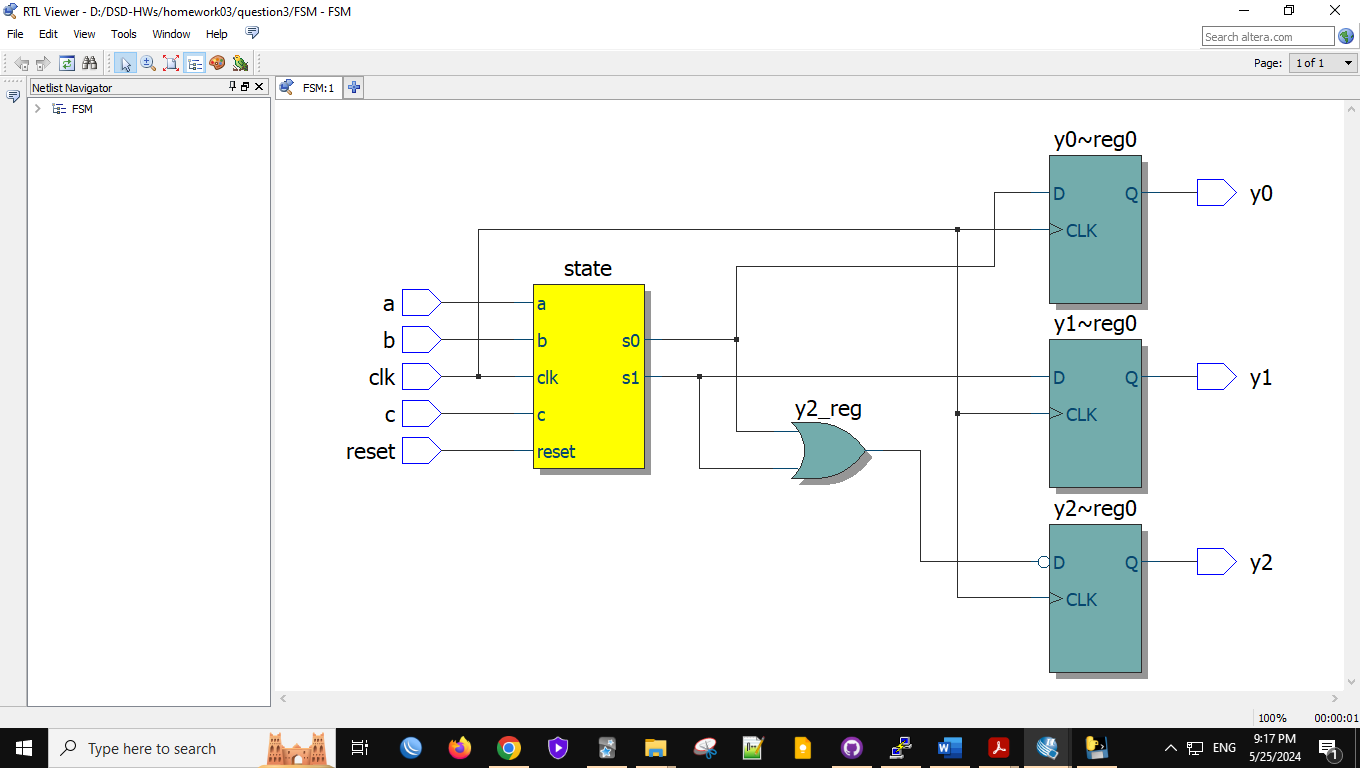 RTL Viewer - D:/DSD-HWs/homework03/question3/FSM - FSM
File Edit View Tools Window Help
Search altera.com
Page: 1 of 1
Netlist Navigator
FSM:1
FSM
y0~reg0
D Q y0
CLK
state
a a
b b s0
clk clk s1
c c
reset reset
y1~reg0
D Q y1
CLK
y2_reg
y2~reg0
D Q y2
CLK
100% 00:00:01
Type here to search
ENG
9:17 PM
5/25/2024
1